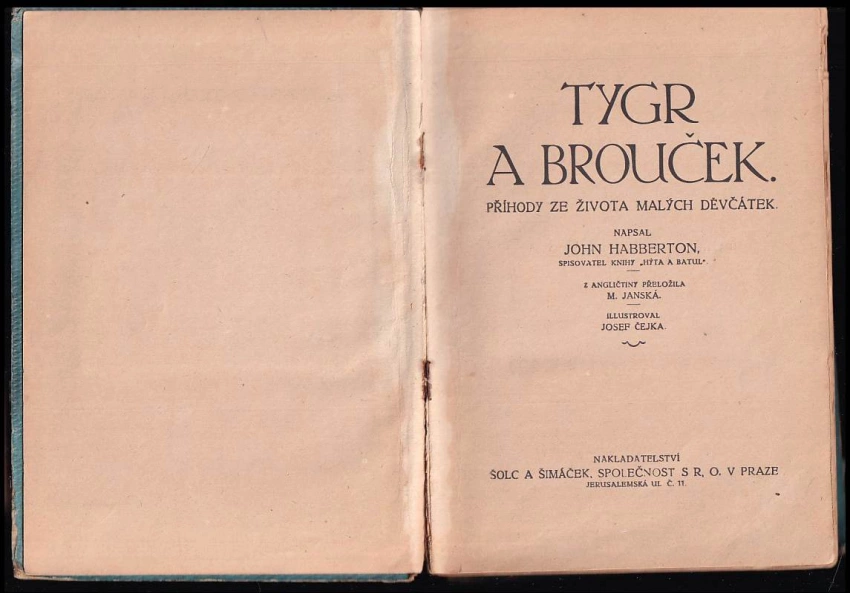 TYGR
A BROUČEK.
PŘÍHODY ZE ŽIVOTA MALÝCH DĚVČÁTEK.
NAPSAL
JOHN HABBERTON,
SPISOVATEL KNIHY „HÝTA A BATUL“.
Z ANGLIČTINY PŘELOŽILA
M. JANSKÁ.
ILLUSTROVAL
JOSEF ČEJKA.
NAKLADATELSTVÍ
ŠOLC A ŠIMÁČEK, SPOLEČNOST S R. O. V PRAZE
JERUSALEMSKÁ UL. Č. 11.